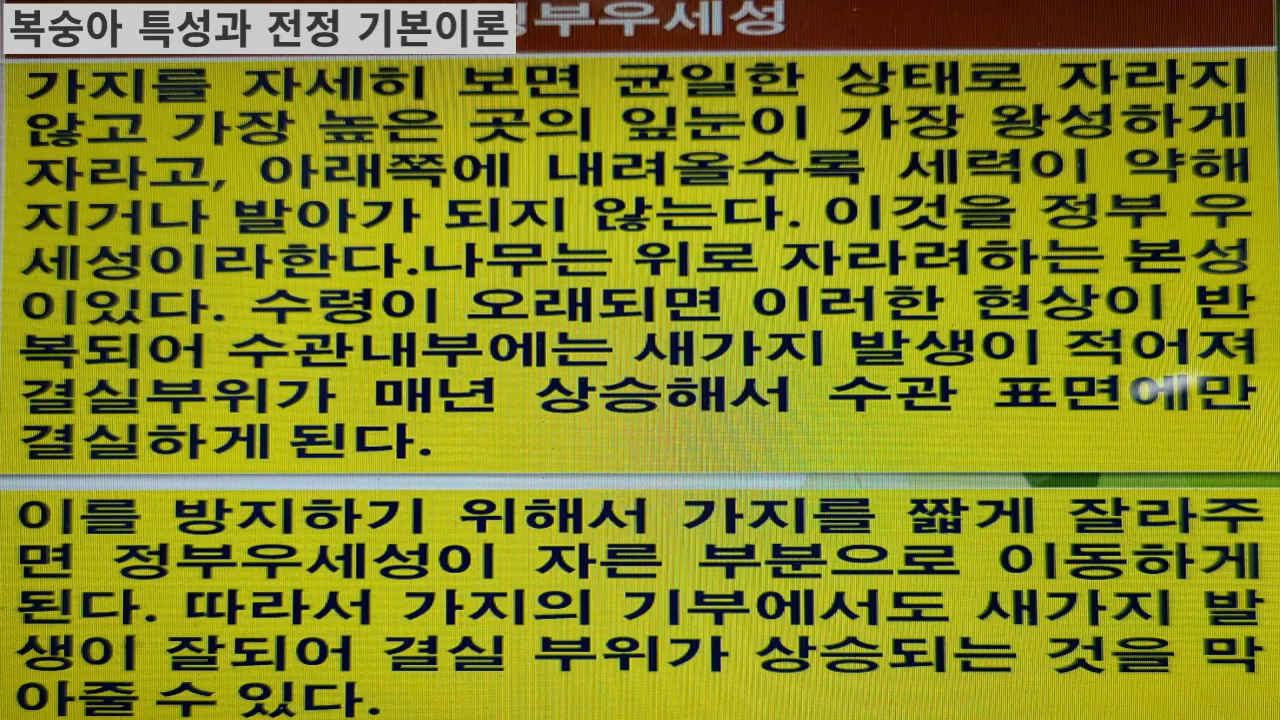 복숭아 특성과 전정 기본이론
정부우세성
가지를 자세히 보면 균일한 상태로 자라지
않고 가장 높은 곳의 잎눈이 가장 왕성하게
자라고, 아래쪽에 내려올수록 세력이 약해
지거나 발아가 되지 않는다. 이것을 정부 우
세성이라한다.나무는 위로 자라려하는 본성
이있다. 수령이 오래되면 이러한 현상이 반
복되어 수관내부에는 새가지 발생이 적어져
결실부위가 매년 상승해서 수관 표면에만
결실하게 된다.
이를 방지하기 위해서 가지를 짧게 잘라주
면 정부우세성이 자른 부분으로 이동하게
된다. 따라서 가지의 기부에서도 새가지 발
생이 잘되어 결실 부위가 상승되는 것을 막
아줄 수 있다.